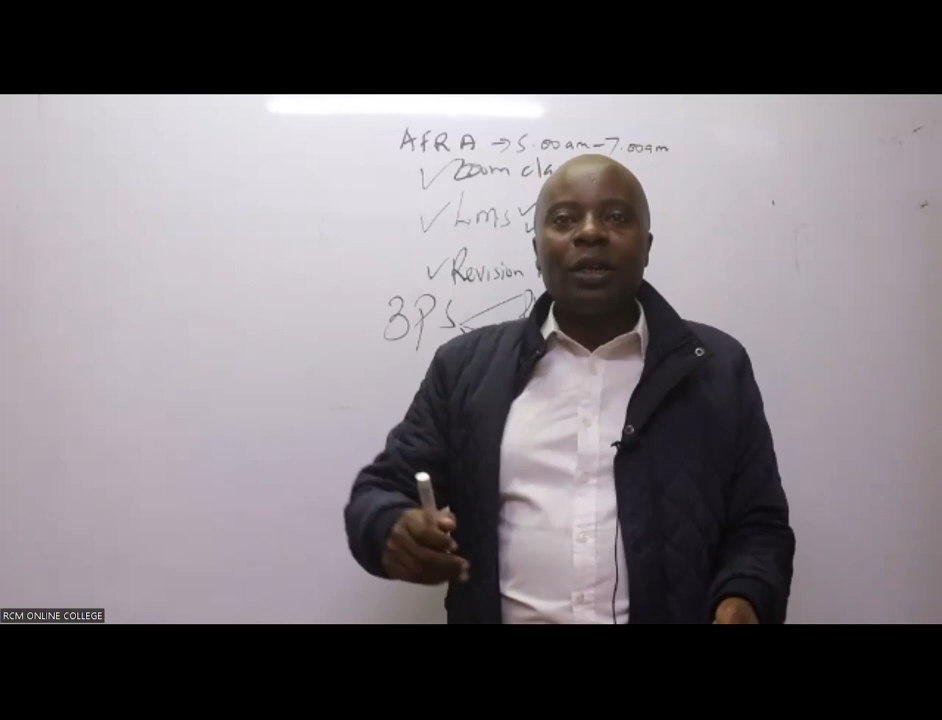 AFRA → 5.00am - 7.00am
✓ Zoom cla
✓ Lms ✓
✓ Revision
3Ps
RCM ONLINE COLLEGE